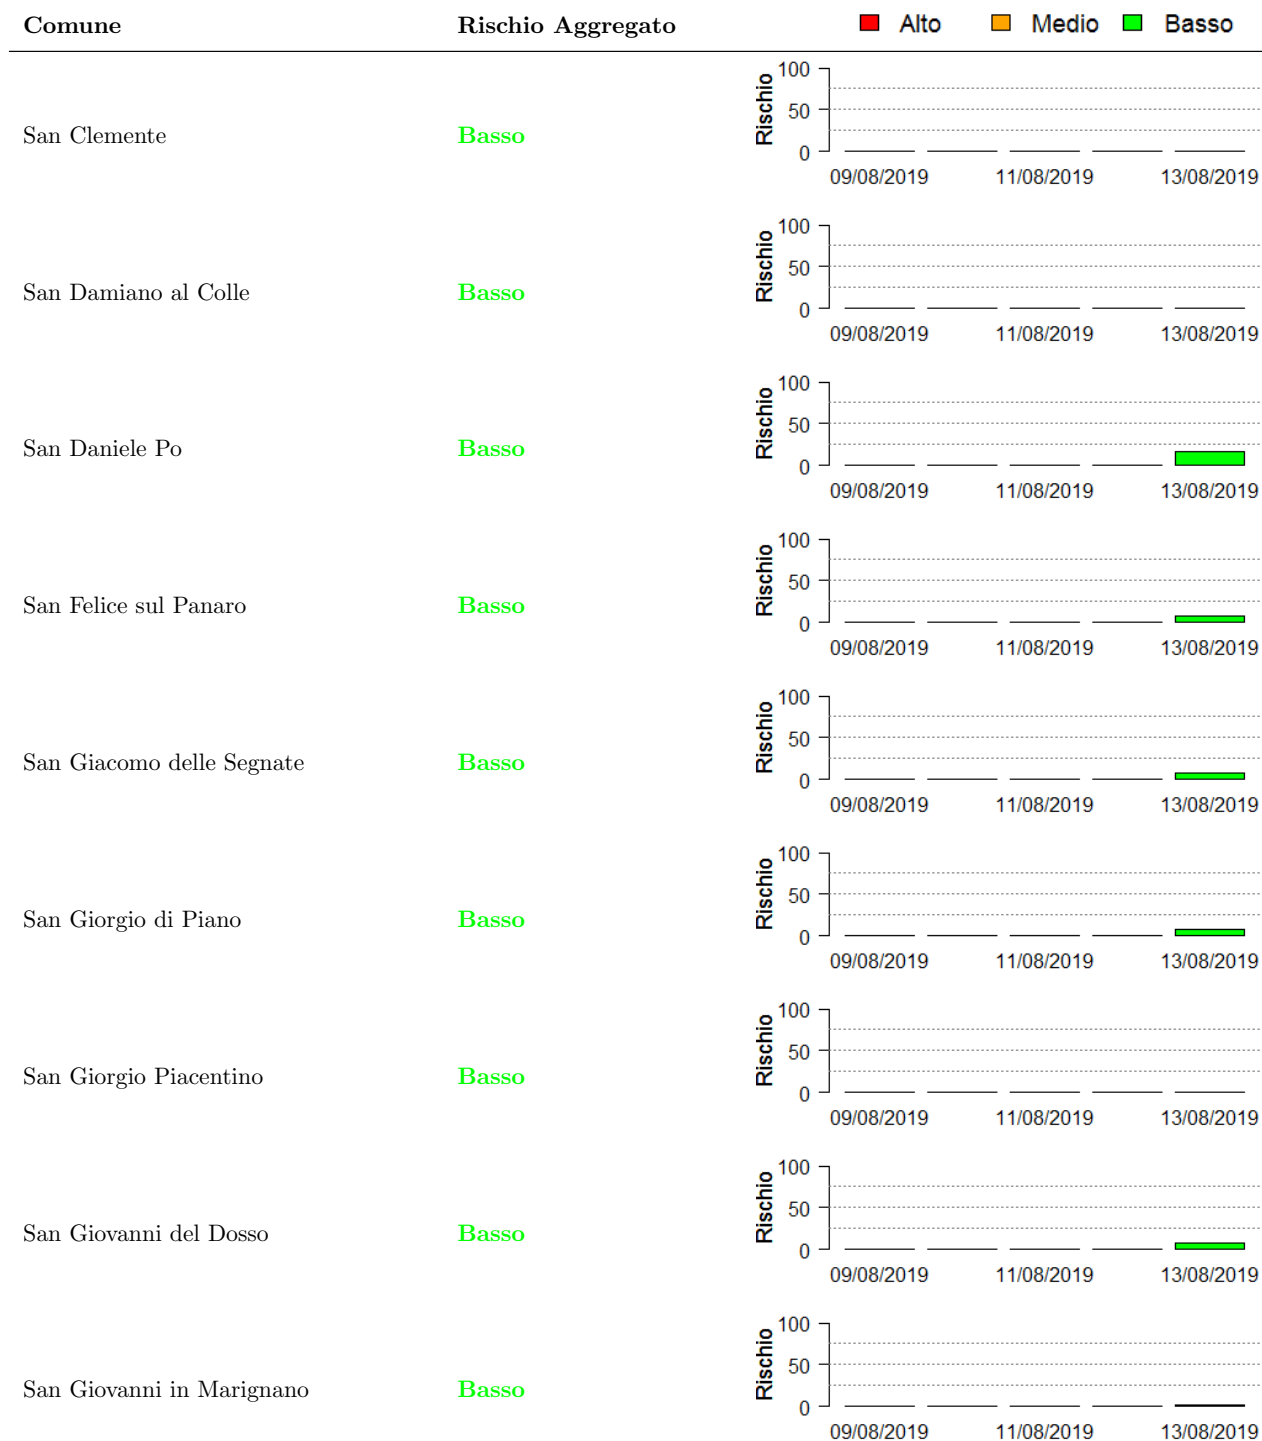 Comune Rischio Aggregato Alto Medio Basso
100
50
0
Rischio
San Clemente Basso
09/08/2019 11/08/2019 13/08/2019
100
50
0
Rischio
San Damiano al Colle Basso
09/08/2019 11/08/2019 13/08/2019
100
50
0
Rischio
San Daniele Po Basso
09/08/2019 11/08/2019 13/08/2019
100
50
0
Rischio
San Felice sul Panaro Basso
09/08/2019 11/08/2019 13/08/2019
100
50
0
Rischio
San Giacomo delle Segnate Basso
09/08/2019 11/08/2019 13/08/2019
100
50
0
Rischio
San Giorgio di Piano Basso
09/08/2019 11/08/2019 13/08/2019
100
50
0
Rischio
San Giorgio Piacentino Basso
09/08/2019 11/08/2019 13/08/2019
100
50
0
Rischio
San Giovanni del Dosso Basso
09/08/2019 11/08/2019 13/08/2019
100
50
0
Rischio
San Giovanni in Marignano Basso
09/08/2019 11/08/2019 13/08/2019